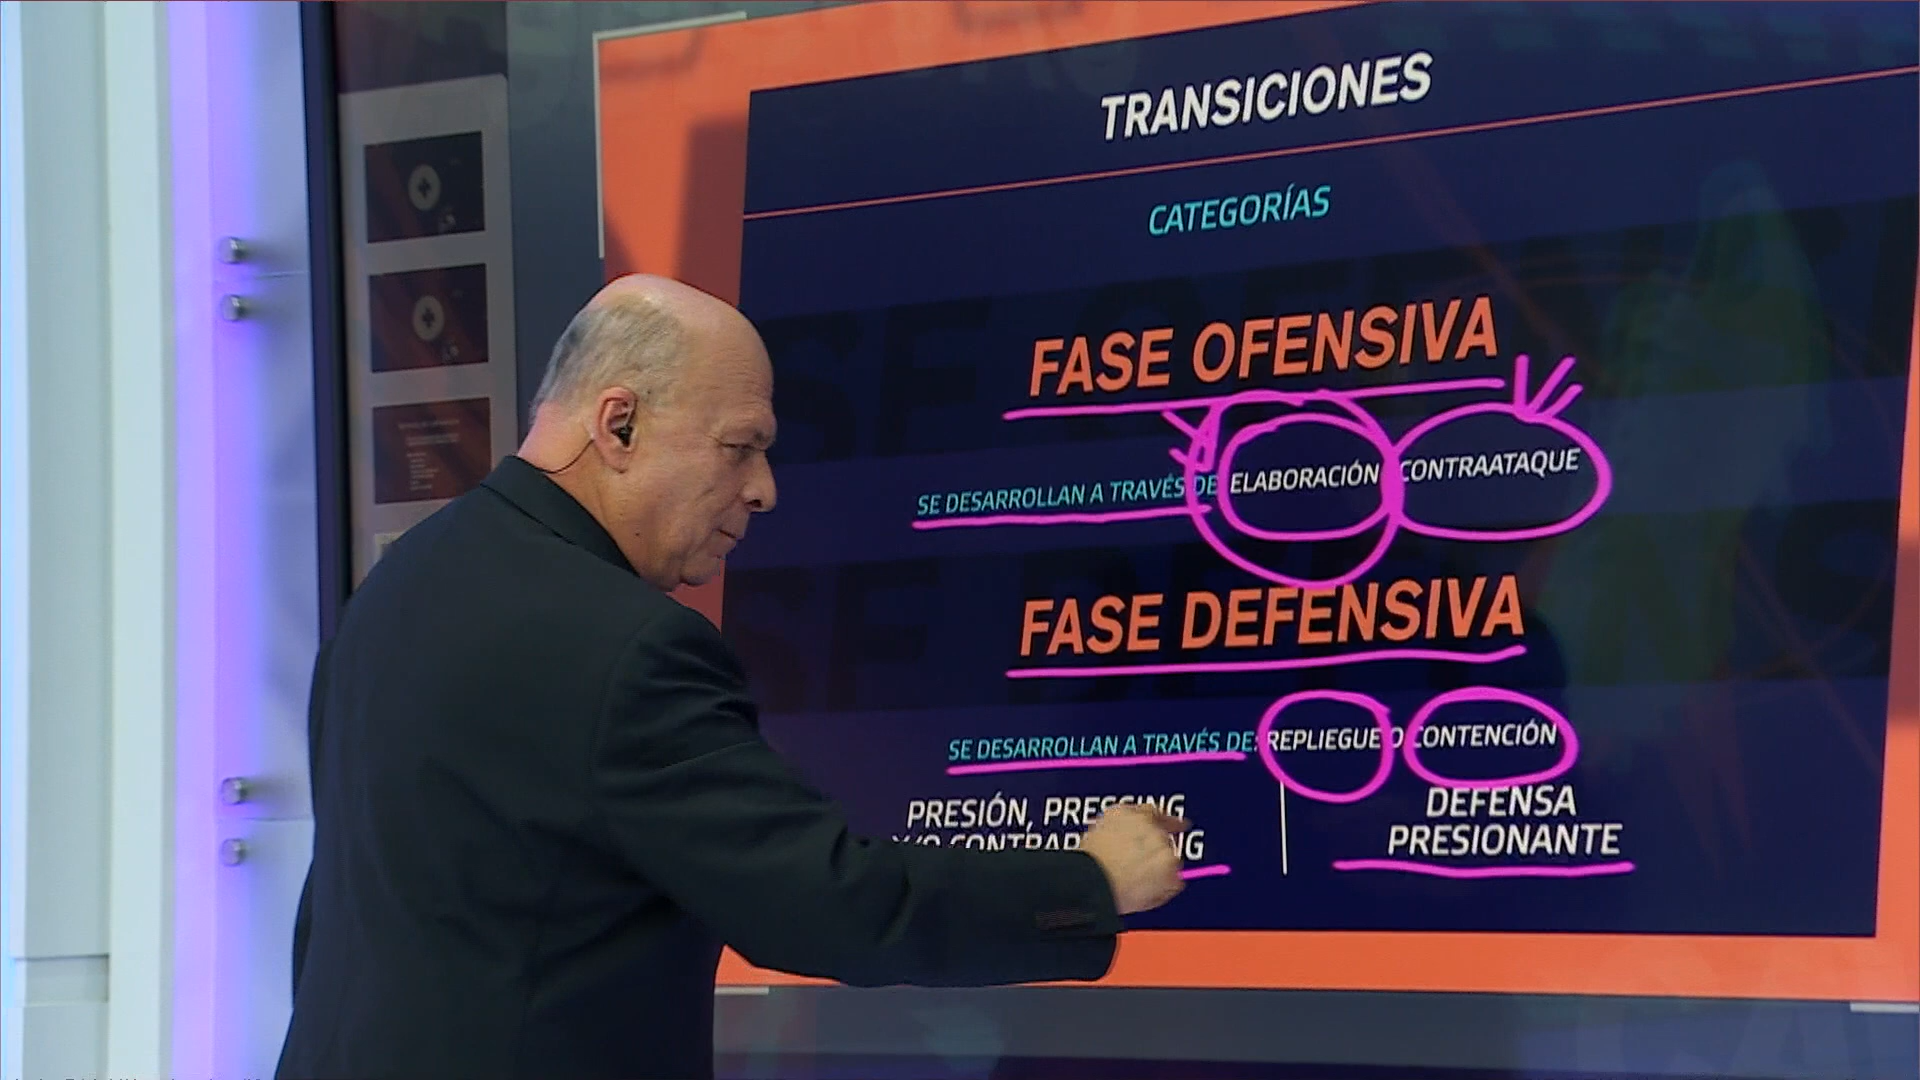 TRANSICIONES
CATEGORÍAS
FASE OFENSIVA
SE DESARROLLAN A TRAVÉS DE ELABORACIÓN CONTRAATAQUE
FASE DEFENSIVA
SE DESARROLLAN A TRAVÉS DE: REPLIEGUE O CONTENCIÓN
PRESIÓN, PRESSING
Y/O
DEFENSA
PRESIONANTE